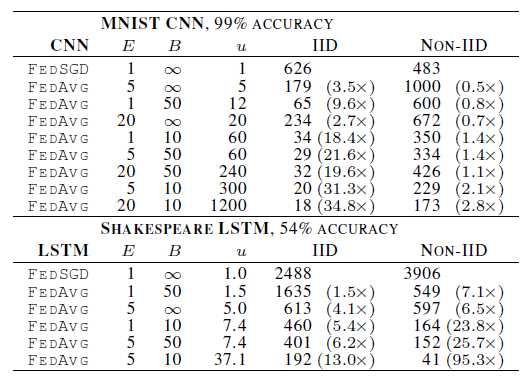 MNIST CNN, 99% ACCURACY
CNN E B u IID NON-IID
FEDSGD 1 ∞ 1 626 483
FEDAVG 5 ∞ 5 179 (3.5×) 1000 (0.5×)
FEDAVG 1 50 12 65 (9.6×) 600 (0.8×)
FEDAVG 20 ∞ 20 234 (2.7×) 672 (0.7×)
FEDAVG 1 10 60 34 (18.4×) 350 (1.4×)
FEDAVG 5 50 60 29 (21.6×) 334 (1.4×)
FEDAVG 20 50 240 32 (19.6×) 426 (1.1×)
FEDAVG 5 10 300 20 (31.3×) 229 (2.1×)
FEDAVG 20 10 1200 18 (34.8×) 173 (2.8×)
SHAKESPEARE LSTM, 54% ACCURACY
LSTM E B u IID NON-IID
FEDSGD 1 ∞ 1.0 2488 3906
FEDAVG 1 50 1.5 1635 (1.5×) 549 (7.1×)
FEDAVG 5 ∞ 5.0 613 (4.1×) 597 (6.5×)
FEDAVG 1 10 7.4 460 (5.4×) 164 (23.8×)
FEDAVG 5 50 7.4 401 (6.2×) 152 (25.7×)
FEDAVG 5 10 37.1 192 (13.0×) 41 (95.3×)